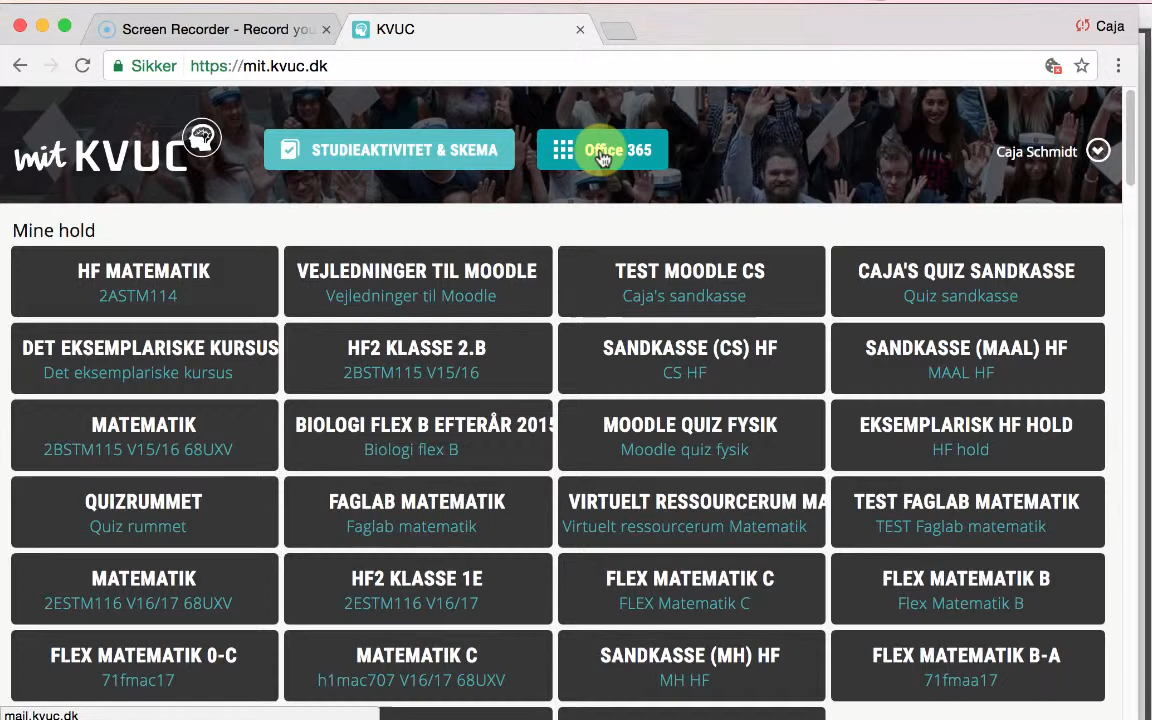 Screen Recorder - Record you
KVUC
Caja
Sikker https://mit.kvuc.dk
mit KVUC
STUDIEAKTIVITET & SKEMA
Office 365
Caja Schmidt
Mine hold
HF MATEMATIK
2ASTM114
VEJLEDNINGER TIL MOODLE
Vejledninger til Moodle
TEST MOODLE CS
Caja's sandkasse
CAJA'S QUIZ SANDKASSE
Quiz sandkasse
DET EKSEMPLARISKE KURSUS
Det eksemplariske kursus
HF2 KLASSE 2.B
2BSTM115 V15/16
SANDKASSE (CS) HF
CS HF
SANDKASSE (MAAL) HF
MAAL HF
MATEMATIK
2BSTM115 V15/16 68UXV
BIOLOGI FLEX B EFTERÅR 2015
Biologi flex B
MOODLE QUIZ FYSIK
Moodle quiz fysik
EKSEMPLARISK HF HOLD
HF hold
QUIZRUMMET
Quiz rummet
FAGLAB MATEMATIK
Faglab matematik
VIRTUELT RESSOURCERUM MA
Virtuelt ressourcerum Matematik
TEST FAGLAB MATEMATIK
TEST Faglab matematik
MATEMATIK
2ESTM116 V16/17 68UXV
HF2 KLASSE 1E
2ESTM116 V16/17
FLEX MATEMATIK C
FLEX Matematik C
FLEX MATEMATIK B
Flex Matematik B
FLEX MATEMATIK 0-C
71fmac17
MATEMATIK C
h1mac707 V16/17 68UXV
SANDKASSE (MH) HF
MH HF
FLEX MATEMATIK B-A
71fmaa17
mail.kvuc.dk